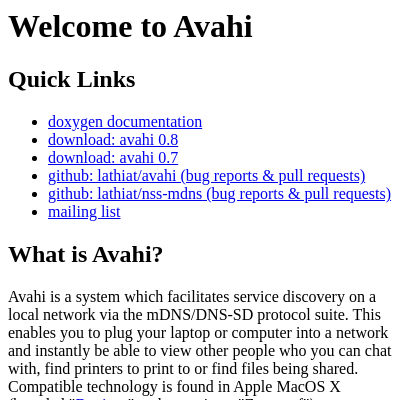 Welcome to Avahi
Quick Links
doxygen documentation
download: avahi 0.8
download: avahi 0.7
github: lathiat/avahi (bug reports & pull requests)
github: lathiat/nss-mdns (bug reports & pull requests)
mailing list
What is Avahi?
Avahi is a system which facilitates service discovery on a
local network via the mDNS/DNS-SD protocol suite. This
enables you to plug your laptop or computer into a network
and instantly be able to view other people who you can chat
with, find printers to print to or find files being shared.
Compatible technology is found in Apple MacOS X